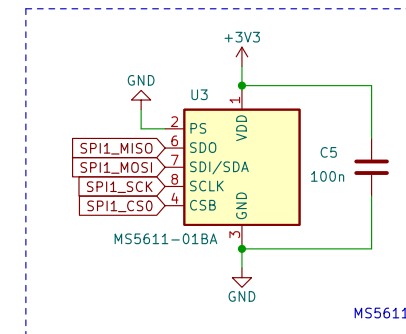 +3V3
GND
U3
1
VDD
2 PS
SPI1_MISO 6 SDO
SPI1_MOSI 7 SDI/SDA
SPI1_SCK 8 SCLK
SPI1_CS0 4 CSB
GND
3
C5
100n
MS5611-01BA
GND
MS5611